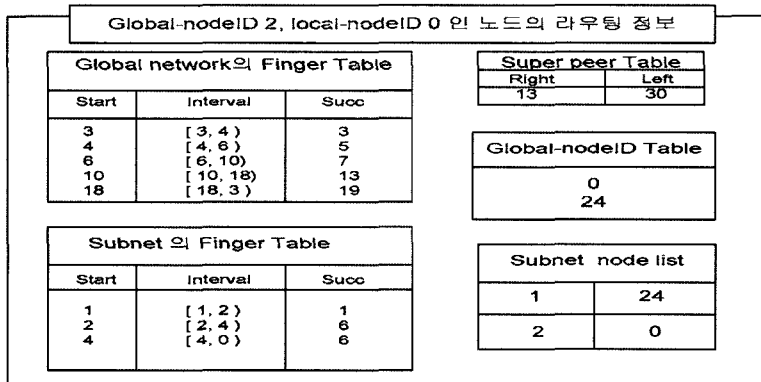 Global-nodeID 2, local-nodeID 0 인 노드의 라우팅 정보
Global network의 Finger Table
Start Interval Succ
3 [ 3, 4 ) 3
4 [ 4, 6 ) 5
6 [ 6, 10) 7
10 [ 10, 18) 13
18 [ 18, 3 ) 19
Super peer Table
Right Left
13 30
Global-nodeID Table
0
24
Subnet 의 Finger Table
Start Interval Succ
1 [ 1, 2 ) 1
2 [ 2, 4 ) 6
4 [ 4, 0 ) 6
Subnet node list
1 24
2 0